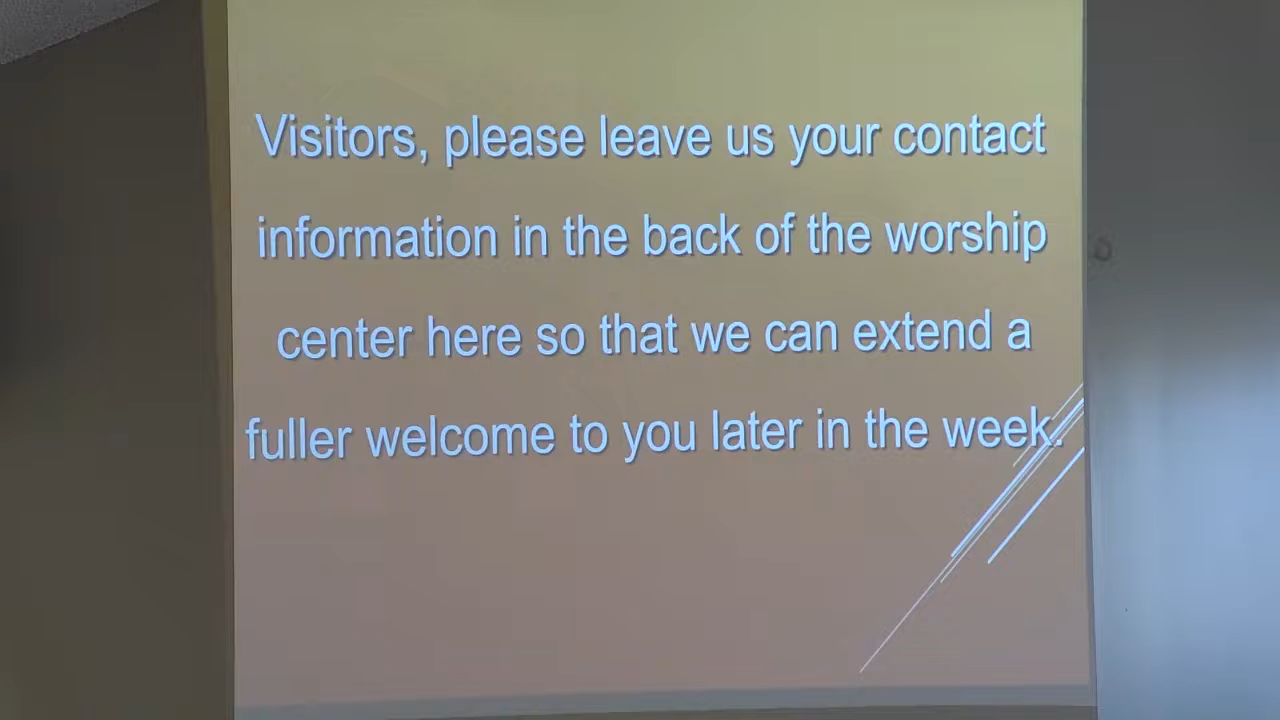 Visitors, please leave us your contact
information in the back of the worship
center here so that we can extend a
fuller welcome to you later in the week.